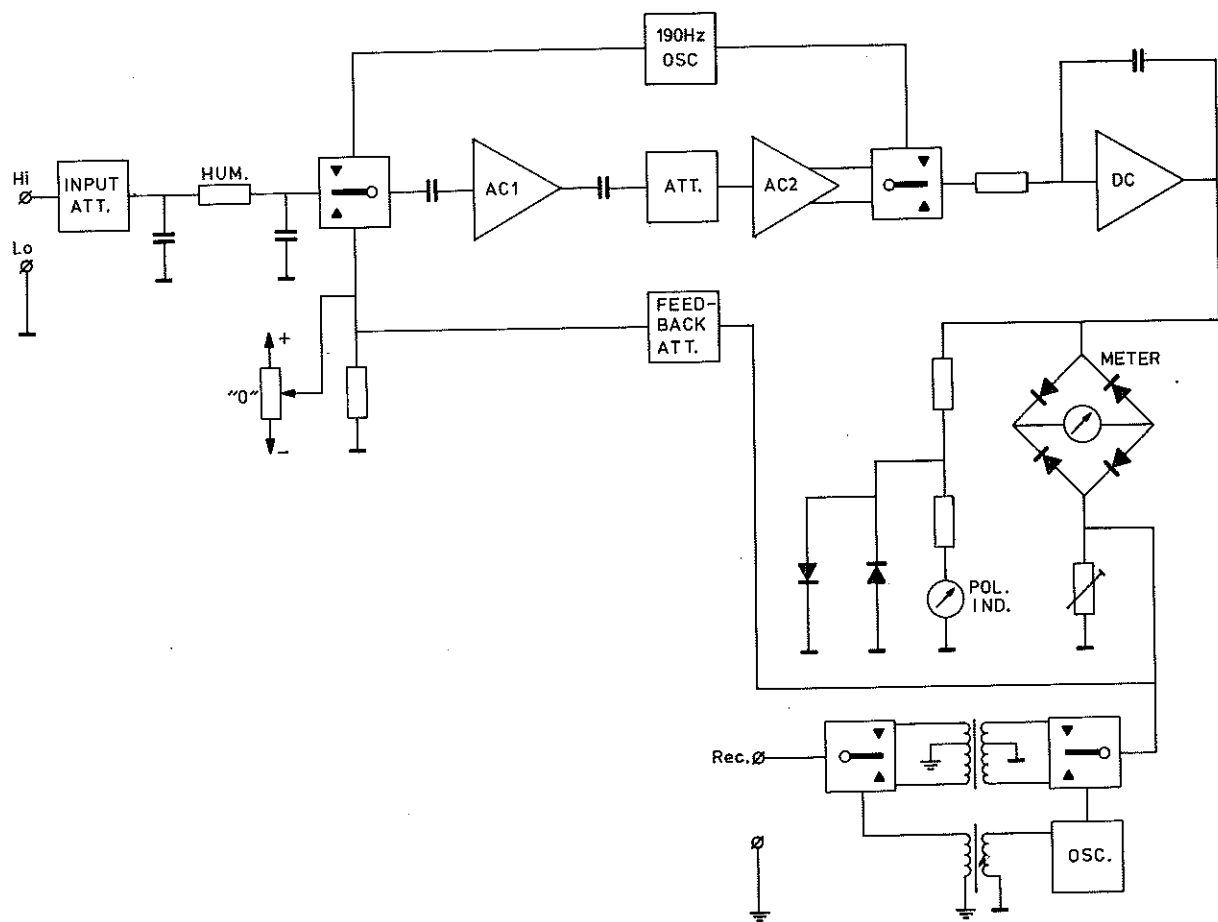 190Hz
OSC
Hi
INPUT
ATT.
HUM.
AC1
ATT.
AC2
DC
Lo
FEED-
BACK
ATT.
+
"0"
-
METER
POL.
IND.
Rec.
OSC.